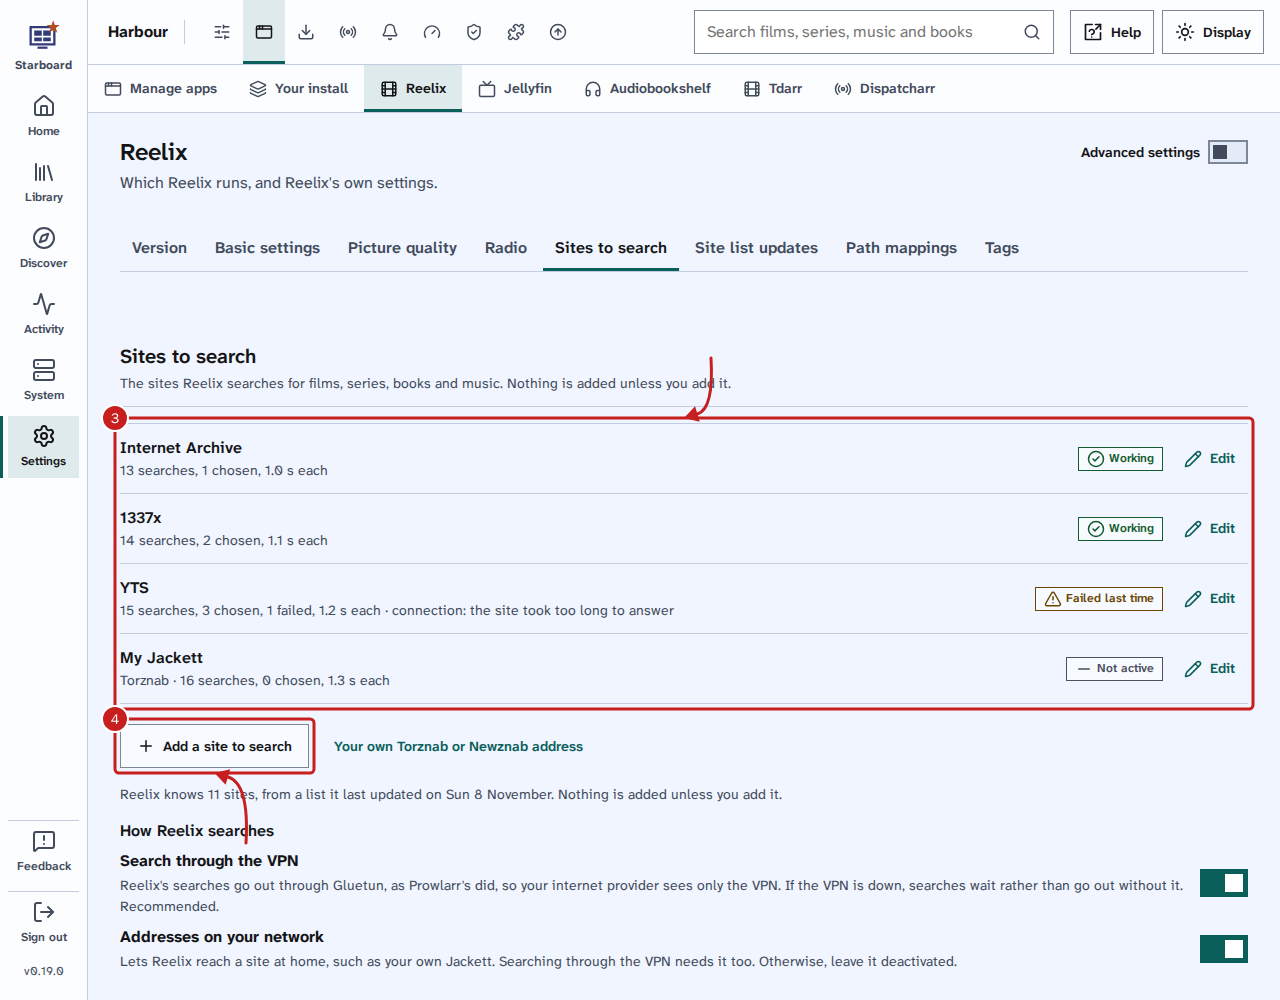 Starboard
Home
Library
Discover
Activity
System
Settings
Feedback
Sign out
v0.19.0
Harbour
Search films, series, music and books
Help
Display
Manage apps
Your install
Reelix
Jellyfin
Audiobookshelf
Tdarr
Dispatcharr
Reelix
Advanced settings
Which Reelix runs, and Reelix's own settings.
Version
Basic settings
Picture quality
Radio
Sites to search
Site list updates
Path mappings
Tags
Sites to search
The sites Reelix searches for films, series, books and music. Nothing is added unless you add it.
3
Internet Archive
13 searches, 1 chosen, 1.0 s each
Working
Edit
1337x
14 searches, 2 chosen, 1.1 s each
Working
Edit
YTS
15 searches, 3 chosen, 1 failed, 1.2 s each · connection: the site took too long to answer
Failed last time
Edit
My Jackett
Torznab · 16 searches, 0 chosen, 1.3 s each
Not active
Edit
4
Add a site to search
Your own Torznab or Newznab address
Reelix knows 11 sites, from a list it last updated on Sun 8 November. Nothing is added unless you add it.
How Reelix searches
Search through the VPN
Reelix's searches go out through Gluetun, as Prowlarr's did, so your internet provider sees only the VPN. If the VPN is down, searches wait rather than go out without it.
Recommended.
Addresses on your network
Lets Reelix reach a site at home, such as your own Jackett. Searching through the VPN needs it too. Otherwise, leave it deactivated.